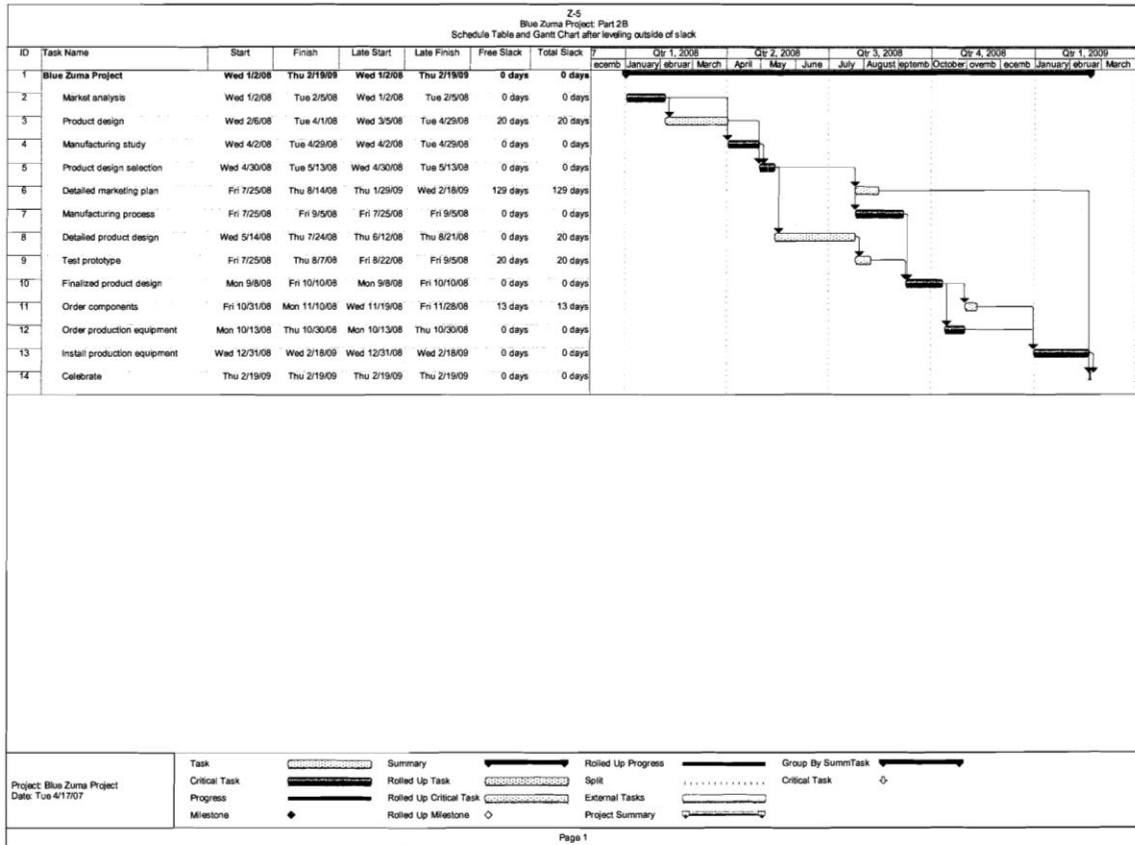 Z-5
Blue Zuma Project: Part 2B
Schedule Table and Gantt Chart after leveling outside of slack
ID Task Name Start Finish Late Start Late Finish Free Slack Total Slack 7 Qtr 1, 2008 Qtr 2, 2008 Qtr 3, 2008 Qtr 4, 2008 Qtr 1, 2009
ecemb January ebruar March April May June July August eptemb October ovemb ecemb January ebruar March
1 Blue Zuma Project Wed 1/2/08 Thu 2/19/09 Wed 1/2/08 Thu 2/19/09 0 days 0 days
2 Market analysis Wed 1/2/08 Tue 2/5/08 Wed 1/2/08 Tue 2/5/08 0 days 0 days
3 Product design Wed 2/6/08 Tue 4/1/08 Wed 3/5/08 Tue 4/29/08 20 days 20 days
4 Manufacturing study Wed 4/2/08 Tue 4/29/08 Wed 4/2/08 Tue 4/29/08 0 days 0 days
5 Product design selection Wed 4/30/08 Tue 5/13/08 Wed 4/30/08 Tue 5/13/08 0 days 0 days
6 Detailed marketing plan Fri 7/25/08 Thu 8/14/08 Thu 1/29/09 Wed 2/18/09 129 days 129 days
7 Manufacturing process Fri 7/25/08 Fri 9/5/08 Fri 7/25/08 Fri 9/5/08 0 days 0 days
8 Detailed product design Wed 5/14/08 Thu 7/24/08 Thu 6/12/08 Thu 8/21/08 0 days 20 days
9 Test prototype Fri 7/25/08 Thu 8/7/08 Fri 8/22/08 Fri 9/5/08 20 days 20 days
10 Finalized product design Mon 9/8/08 Fri 10/10/08 Mon 9/8/08 Fri 10/10/08 0 days 0 days
11 Order components Fri 10/31/08 Mon 11/10/08 Wed 11/19/08 Fri 11/28/08 13 days 13 days
12 Order production equipment Mon 10/13/08 Thu 10/30/08 Mon 10/13/08 Thu 10/30/08 0 days 0 days
13 Install production equipment Wed 12/31/08 Wed 2/18/09 Wed 12/31/08 Wed 2/18/09 0 days 0 days
14 Celebrate Thu 2/19/09 Thu 2/19/09 Thu 2/19/09 Thu 2/19/09 0 days 0 days
Project: Blue Zuma Project
Date: Tue 4/17/07
Task Summary Rolled Up Progress Group By SummTask
Critical Task Rolled Up Task Split Critical Task
Progress Rolled Up Critical Task External Tasks
Milestone Rolled Up Milestone Project Summary
Page 1